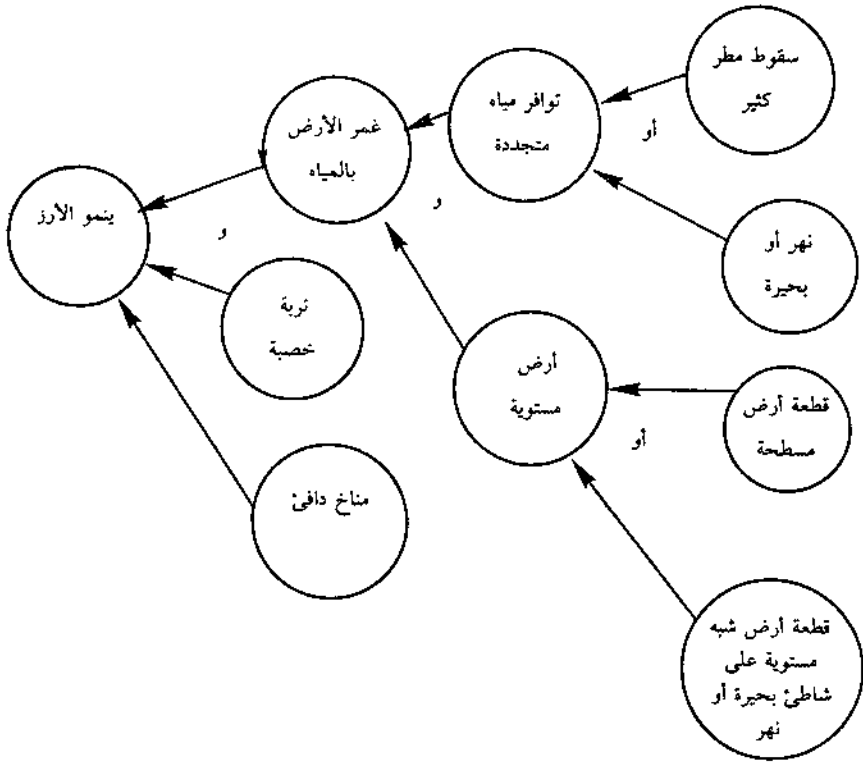 سقوط مطر
كثير
توافر مياه
متجددة
أو
غمر الأرض
بالمياه
و
ينمو الأرز
و
نهر أو
بحيرة
تربة
خصبة
أرض
مستوية
أو
قطعة أرض
مسطحة
مناخ دافئ
قطعة أرض شبه
مستوية على
شاطئ بحيرة أو
نهر